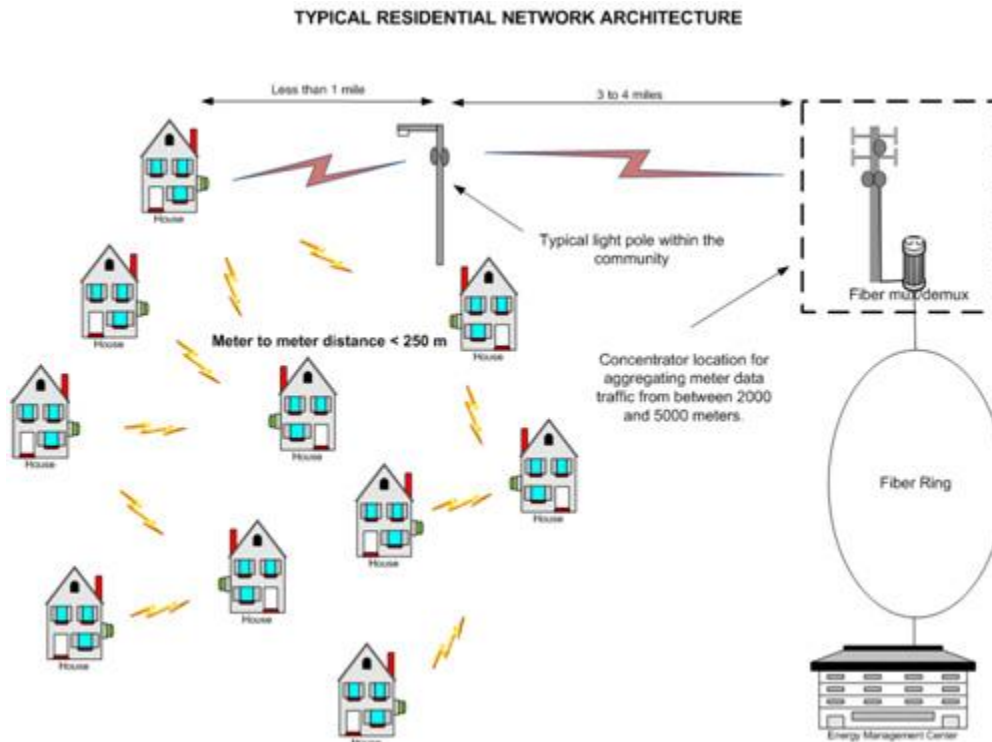 TYPICAL RESIDENTIAL NETWORK ARCHITECTURE
Less than 1 mile
3 to 4 miles
House
Typical light pole within the
community
Fiber mux/demux
House
House
Meter to meter distance < 250 m
Concentrator location for
aggregating meter data
traffic from between 2000
and 5000 meters.
House
House
House
House
Fiber Ring
House
House
House
Energy Management Center